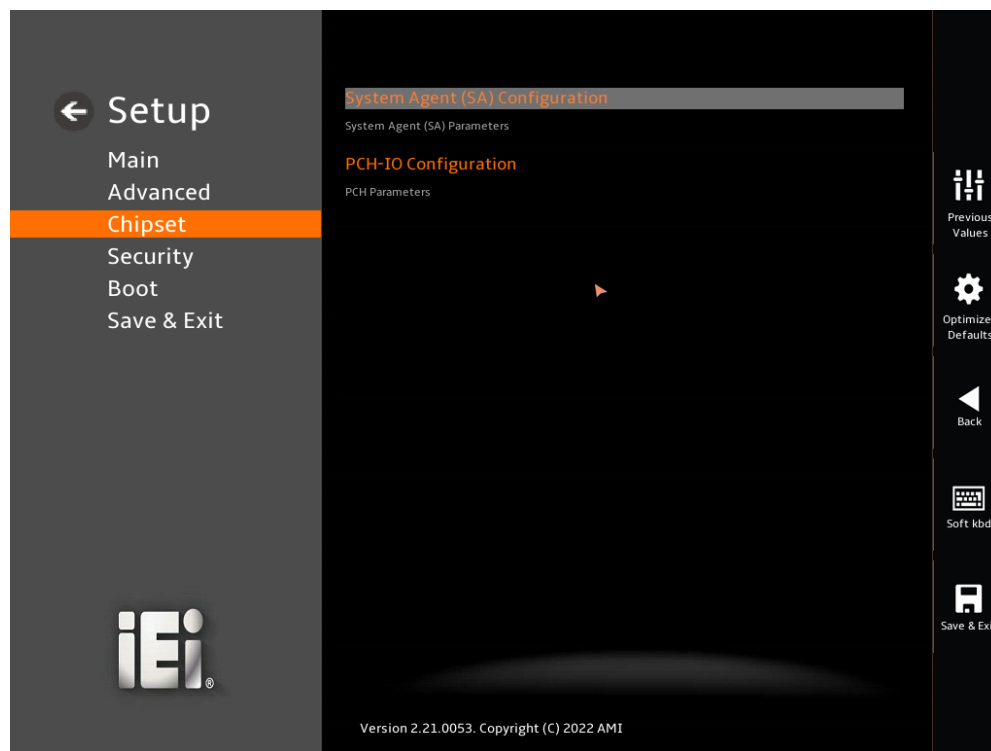 Setup
Main
Advanced
Chipset
Security
Boot
Save & Exit
System Agent (SA) Configuration
System Agent (SA) Parameters
PCH-IO Configuration
PCH Parameters
Previous
Values
Optimize
Defaults
Back
Soft kbd
Save & Exi
iEi®
Version 2.21.0053. Copyright (C) 2022 AMI